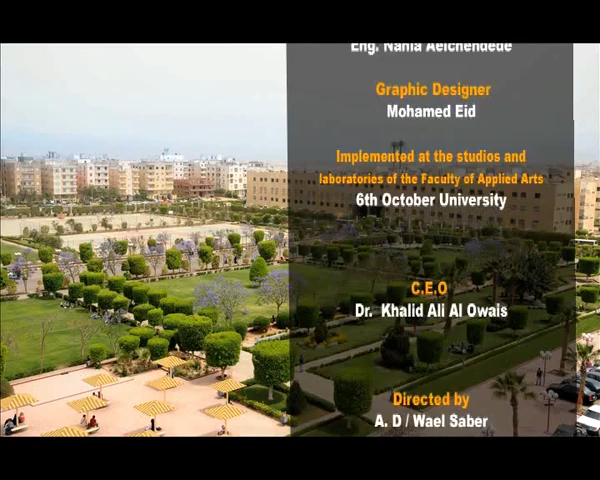 Eng. Nahla Aelchendede
Graphic Designer
Mohamed Eid
Implemented at the studios and
laboratories of the Faculty of Applied Arts
6th October University
C.E.O
Dr. Khalid Ali Al Owais
Directed by
A. D / Wael Saber